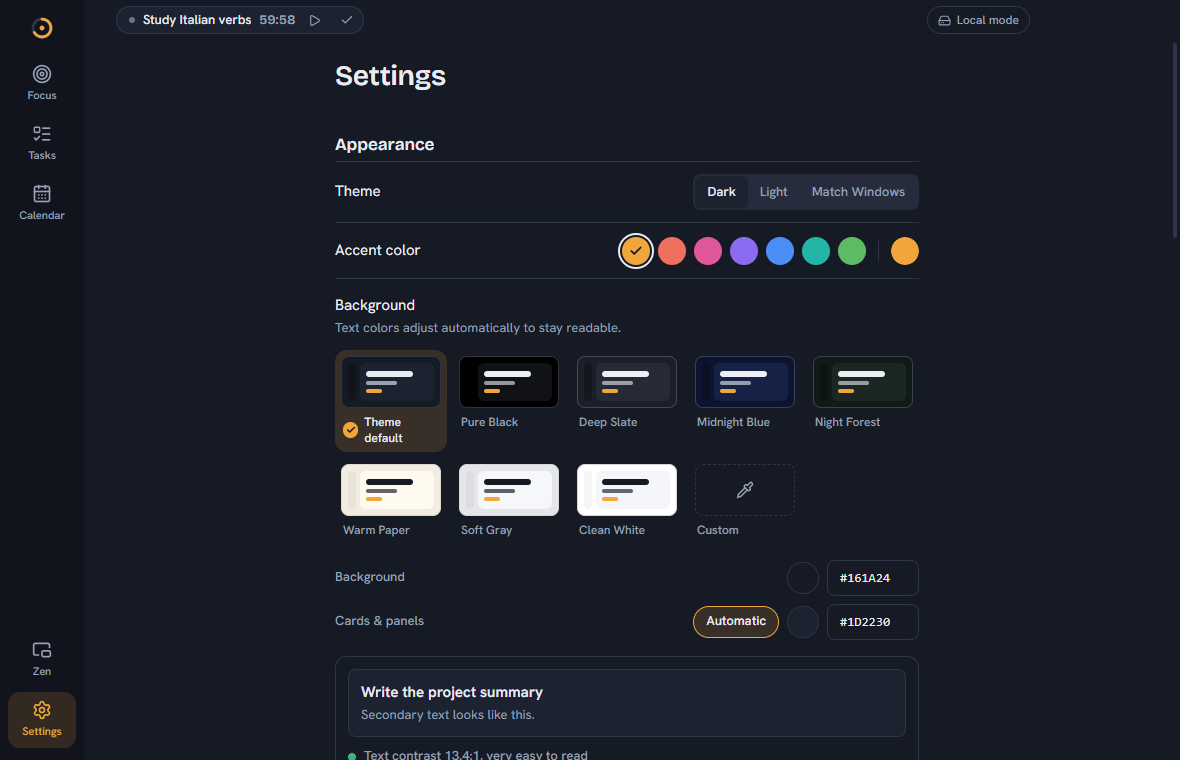 Study Italian verbs 59:58
Local mode
Focus
Tasks
Calendar
Zen
Settings
Settings
Appearance
Theme
Dark Light Match Windows
Accent color
Background
Text colors adjust automatically to stay readable.
Theme
default
Pure Black
Deep Slate
Midnight Blue
Night Forest
Warm Paper
Soft Gray
Clean White
Custom
Background
#161A24
Cards & panels
Automatic
#1D2230
Write the project summary
Secondary text looks like this.
Text contrast 13.4:1, very easy to read